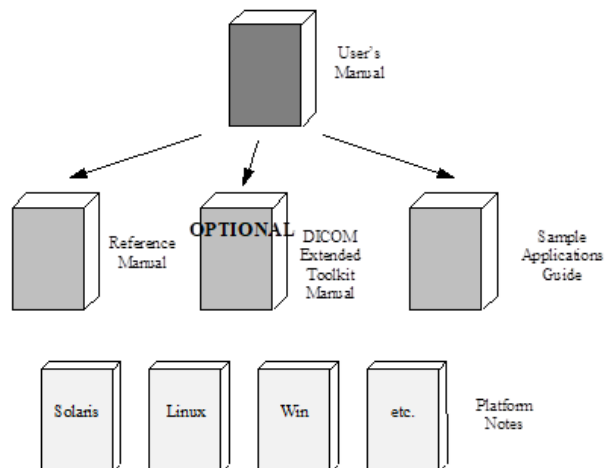 User's
Manual
Reference
Manual
OPTIONAL
DICOM
Extended
Toolkit
Manual
Sample
Applications
Guide
Solaris
Linux
Win
etc.
Platform
Notes